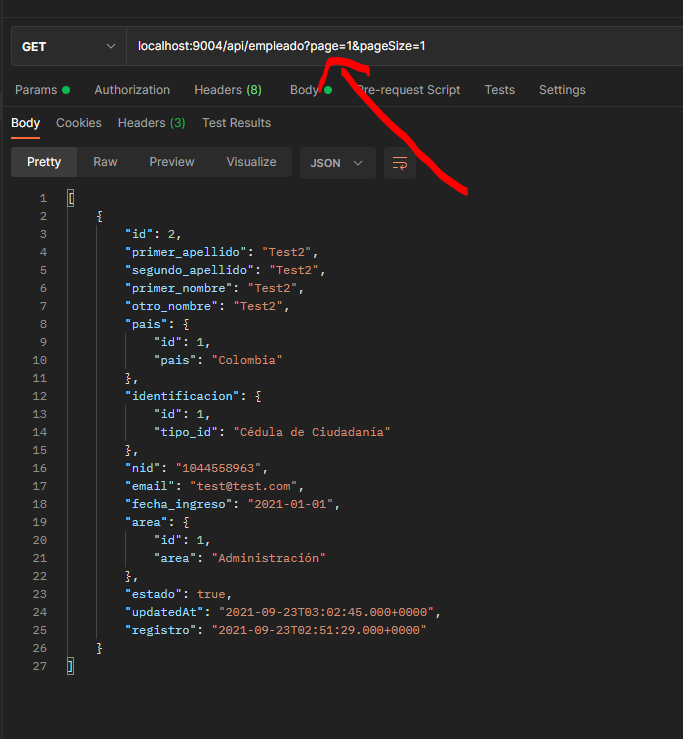 GET localhost:9004/api/empleado?page=1&pageSize=1
Params Authorization Headers (8) Body Pre-request Script Tests Settings
Body Cookies Headers (3) Test Results
Pretty Raw Preview Visualize JSON
1 [
2 {
3 "id": 2,
4 "primer_apellido": "Test2",
5 "segundo_apellido": "Test2",
6 "primer_nombre": "Test2",
7 "otro_nombre": "Test2",
8 "pais": {
9 "id": 1,
10 "pais": "Colombia"
11 },
12 "identificacion": {
13 "id": 1,
14 "tipo_id": "Cédula de Ciudadanía"
15 },
16 "nid": "1044558963",
17 "email": "test@test.com",
18 "fecha_ingreso": "2021-01-01",
19 "area": {
20 "id": 1,
21 "area": "Administración"
22 },
23 "estado": true,
24 "updatedAt": "2021-09-23T03:02:45.000+0000",
25 "registro": "2021-09-23T02:51:29.000+0000"
26 }
27 ]